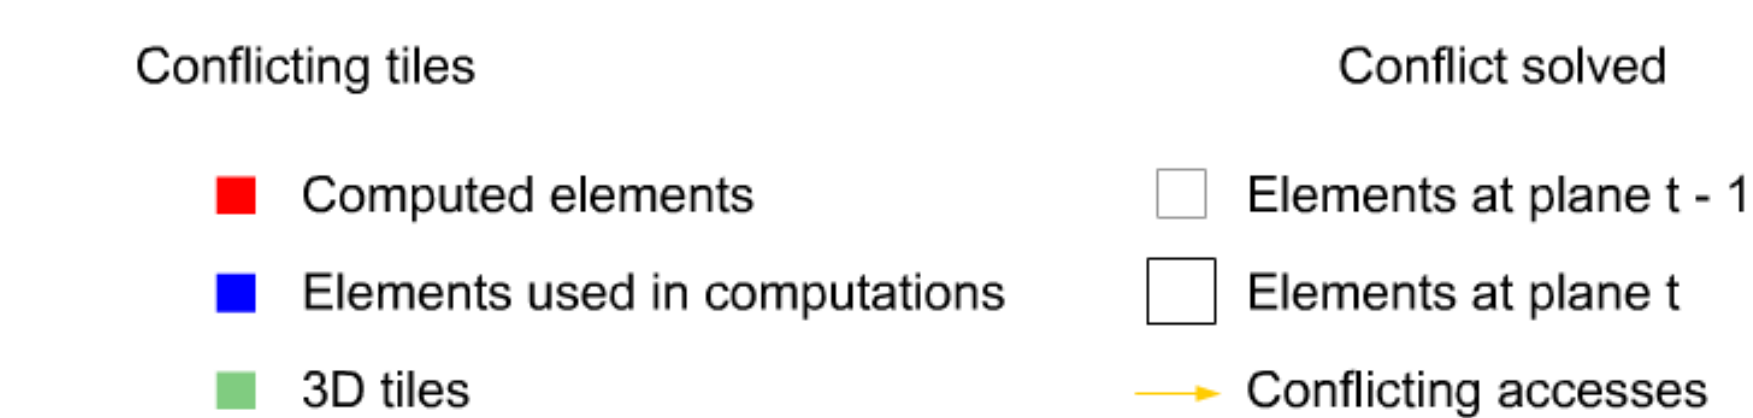 Conflicting tiles
Conflict solved
Computed elements
Elements at plane t - 1
Elements used in computations
Elements at plane t
3D tiles
Conflicting accesses